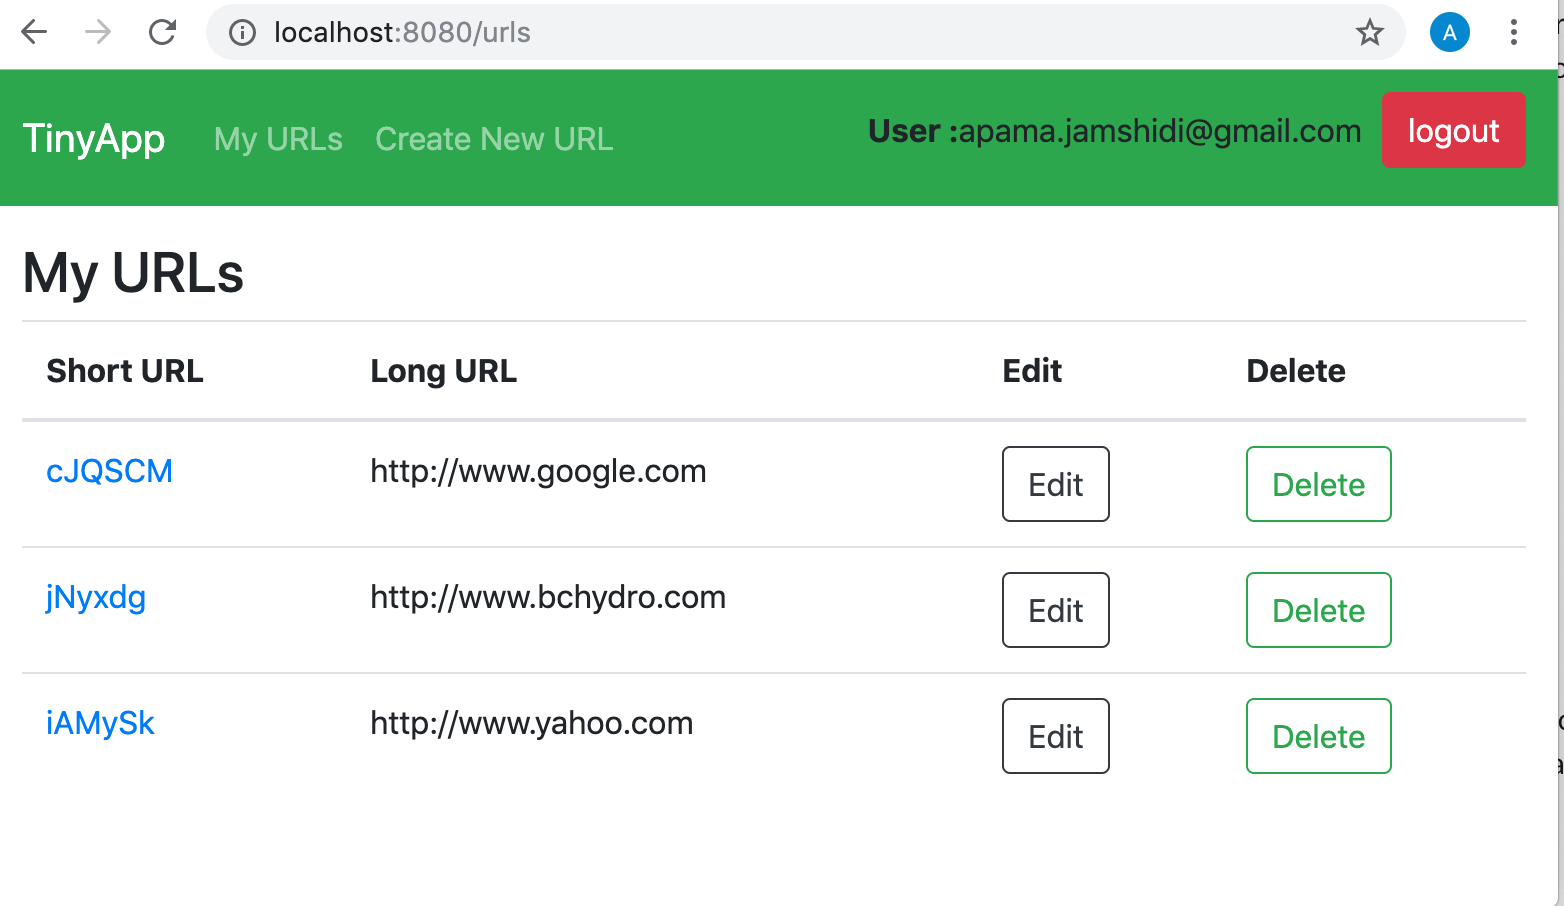 localhost:8080/urls
A
TinyApp My URLs Create New URL User :apama.jamshidi@gmail.com logout
My URLs
Short URL Long URL Edit Delete
cJQSCM http://www.google.com Edit Delete
jNyxdg http://www.bchydro.com Edit Delete
iAMySk http://www.yahoo.com Edit Delete